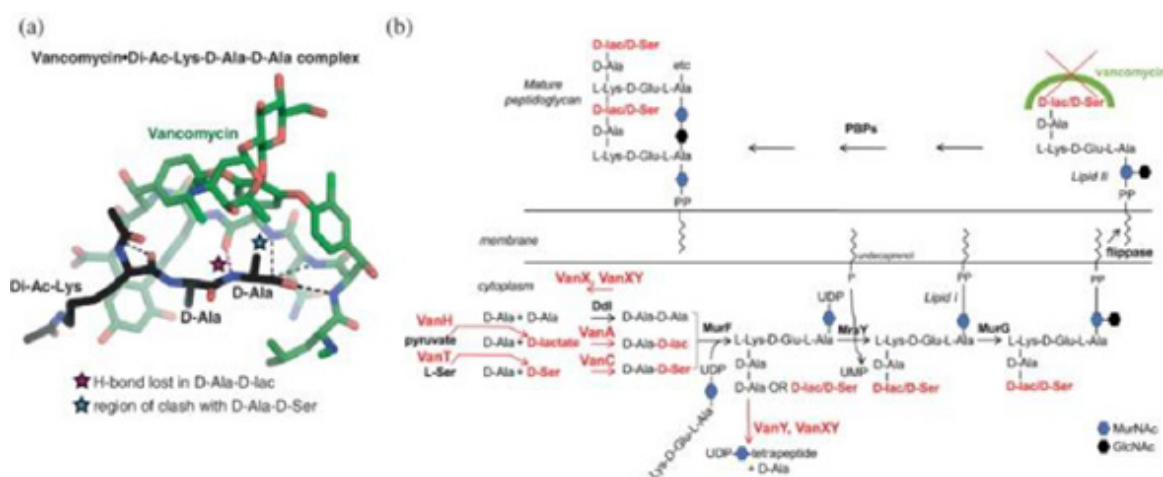 (a)
Vancomycin•Di-Ac-Lys-D-Ala-D-Ala complex
Vancomycin
Di-Ac-Lys
D-Ala
D-Ala
H-bond lost in D-Ala-D-lac
region of clash with D-Ala-D-Ser
(b)
D-lac/D-Ser
D-Ala
etc
Mature
peptidoglycan
L-Lys-D-Glu-L-Ala
D-lac/D-Ser
D-Ala
L-Lys-D-Glu-L-Ala
PP
PBPs
vancomycin
D-lac/D-Ser
D-Ala
L-Lys-D-Glu-L-Ala
Lipid II
PP
membrane
undecaprenol
flippase
cytoplasm
VanX, VanXY
P
PP
PP
Ddl
UDP
Lipid I
VanH
D-Ala + D-Ala
D-Ala-D-Ala
MurF
MraY
MurG
pyruvate
D-Ala + D-lactate
VanA
D-Ala-D-lac
L-Lys-D-Glu-L-Ala
L-Lys-D-Glu-L-Ala
L-Lys-D-Glu-L-Ala
VanT
L-Ser
D-Ala + D-Ser
VanC
D-Ala-D-Ser
UDP
D-Ala
UMP
D-Ala
D-Ala
D-Ala OR D-lac/D-Ser
D-lac/D-Ser
D-lac/D-Ser
L-Lys-D-Glu-L-Ala
VanY, VanXY
UDP
tetrapeptide
+ D-Ala
MurNAc
GlcNAc